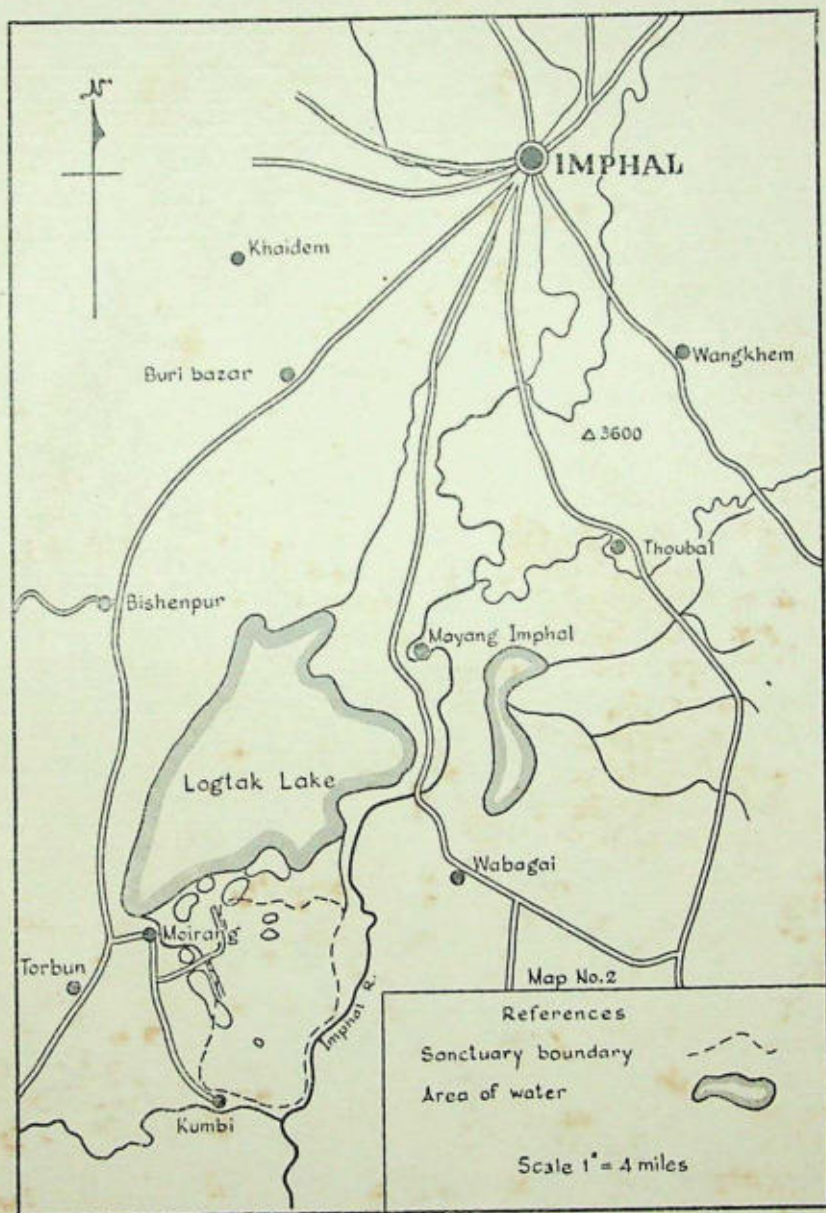 N
IMPHAL
Khaidem
Buri bazar
Wangkhem
△ 3600
Thoubal
Bishenpur
Mayang Imphal
Logtak Lake
Wabagai
Moirang
Torbun
Imphal R.
Kumbi
Map No.2
References
Sanctuary boundary
Area of water
Scale 1" = 4 miles